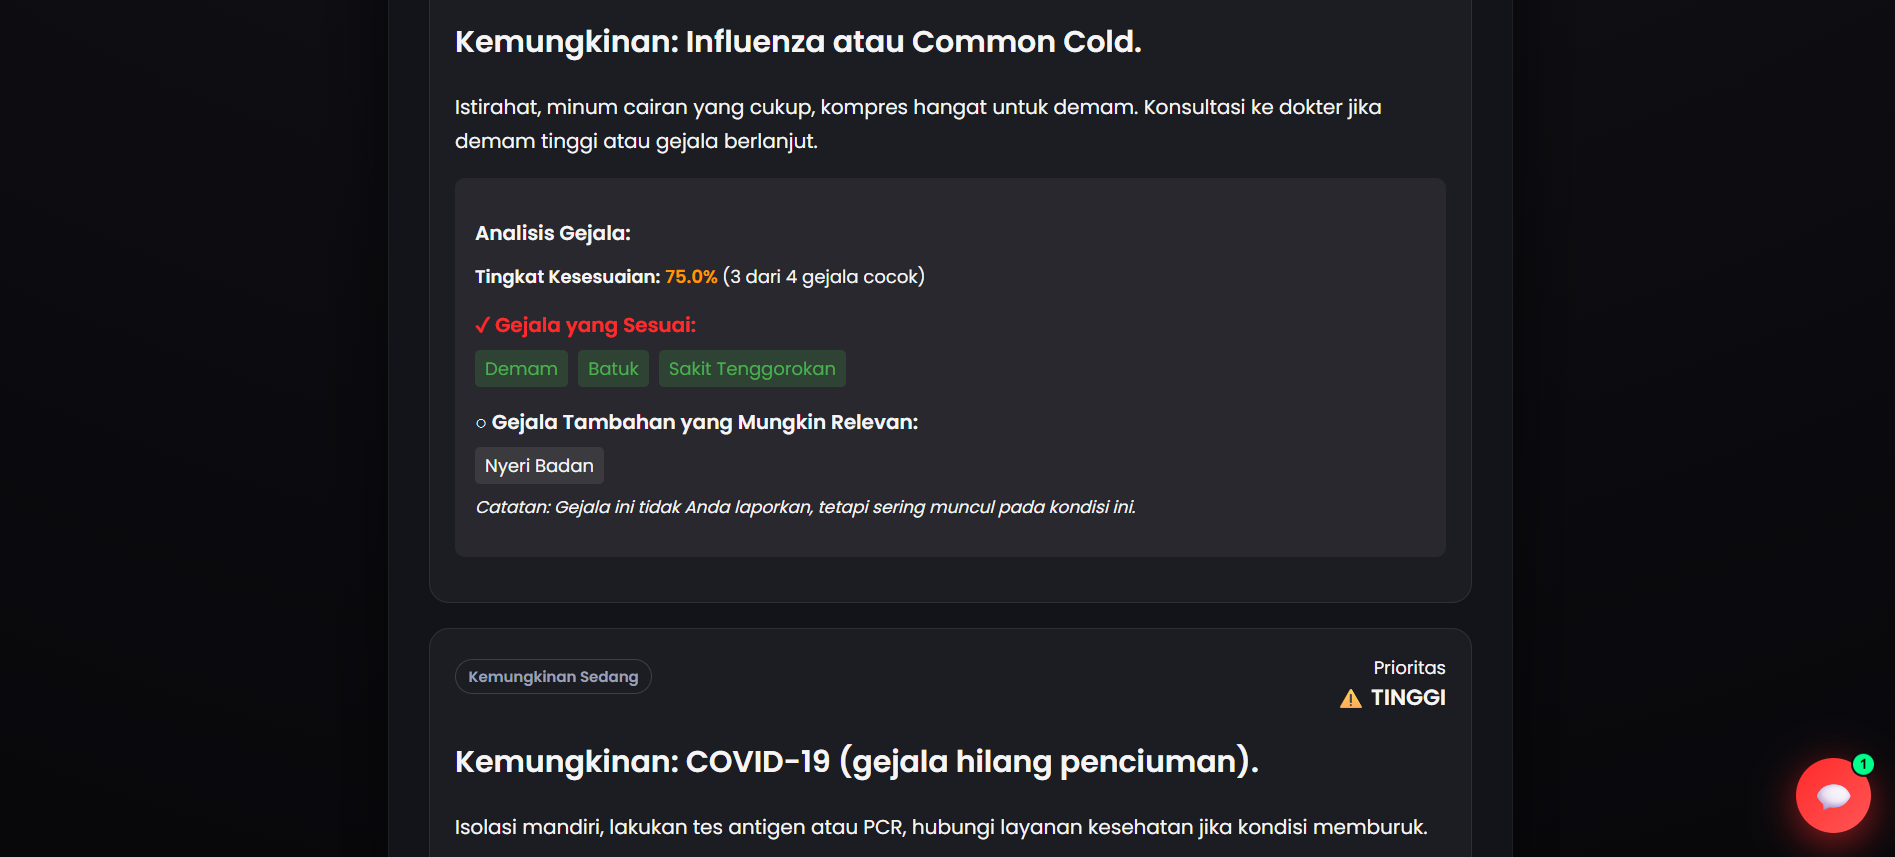 Kemungkinan: Influenza atau Common Cold.
Istirahat, minum cairan yang cukup, kompres hangat untuk demam. Konsultasi ke dokter jika
demam tinggi atau gejala berlanjut.
Analisis Gejala:
Tingkat Kesesuaian: 75.0% (3 dari 4 gejala cocok)
✓ Gejala yang Sesuai:
Demam Batuk Sakit Tenggorokan
○ Gejala Tambahan yang Mungkin Relevan:
Nyeri Badan
Catatan: Gejala ini tidak Anda laporkan, tetapi sering muncul pada kondisi ini.
Kemungkinan Sedang
Prioritas
⚠ TINGGI
Kemungkinan: COVID-19 (gejala hilang penciuman).
Isolasi mandiri, lakukan tes antigen atau PCR, hubungi layanan kesehatan jika kondisi memburuk.
1